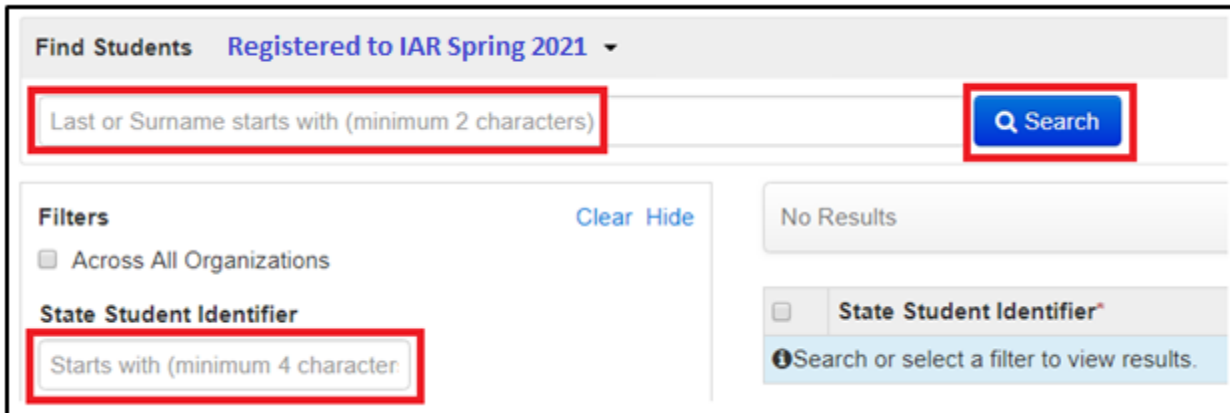 Find Students Registered to IAR Spring 2021
Last or Surname starts with (minimum 2 characters) Search
Filters Clear Hide
Across All Organizations
State Student Identifier
Starts with (minimum 4 character
No Results
State Student Identifier*
Search or select a filter to view results.